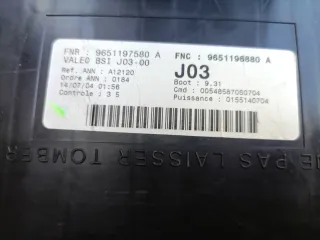 FNR : 9651197580 A
FNC : 9651196880 A
VALEO BSI J03-00
J03
Ref. ANN : A12120
Boot : 9.31
Ordre ANN : 0184
Cmd : 00548587050704
14/07/04 01:56
Puissance : 0155140704
Controle : 3 5
NE PAS LAISSER TOMBER